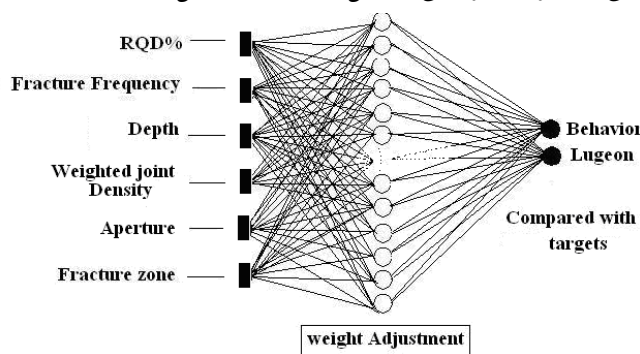 RQD%
Fracture Frequency
Depth
Weighted joint
Density
Aperture
Fracture zone
Behavior
Lugeon
Compared with
targets
weight Adjustment